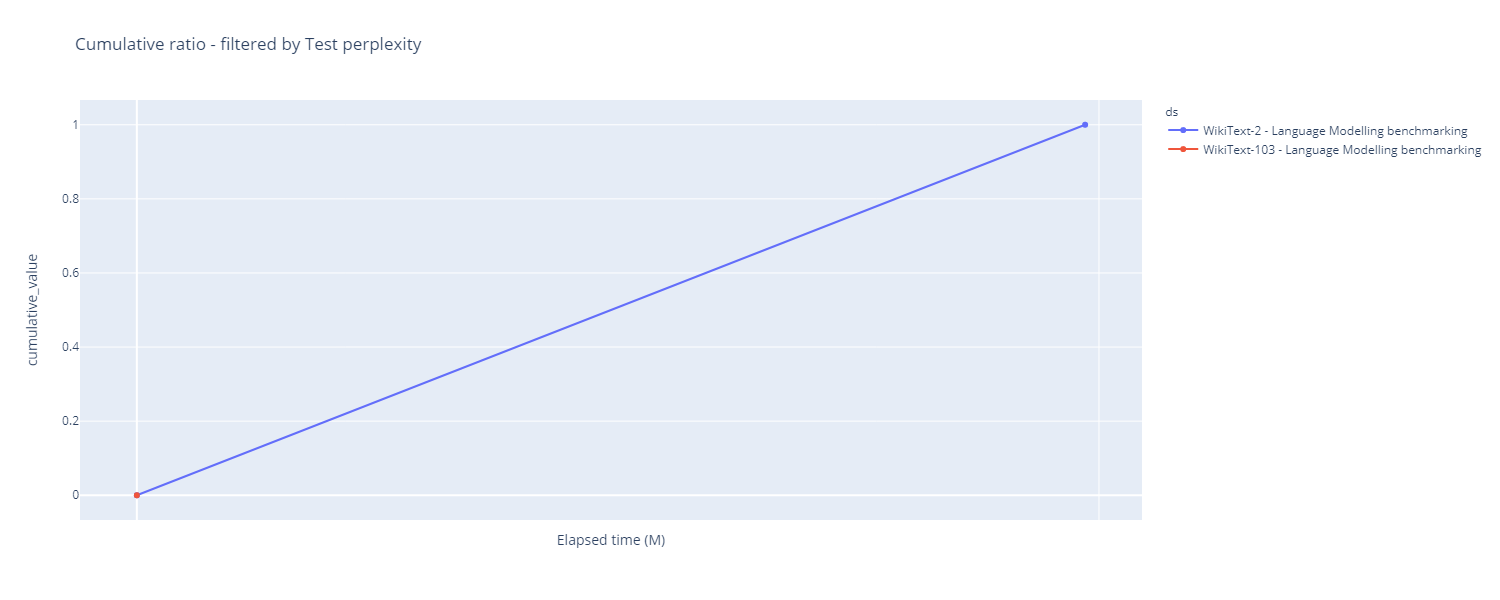 Cumulative ratio - filtered by Test perplexity
ds
WikiText-2 - Language Modelling benchmarking
WikiText-103 - Language Modelling benchmarking
1
0.8
0.6
0.4
0.2
0
cumulative_value
Elapsed time (M)